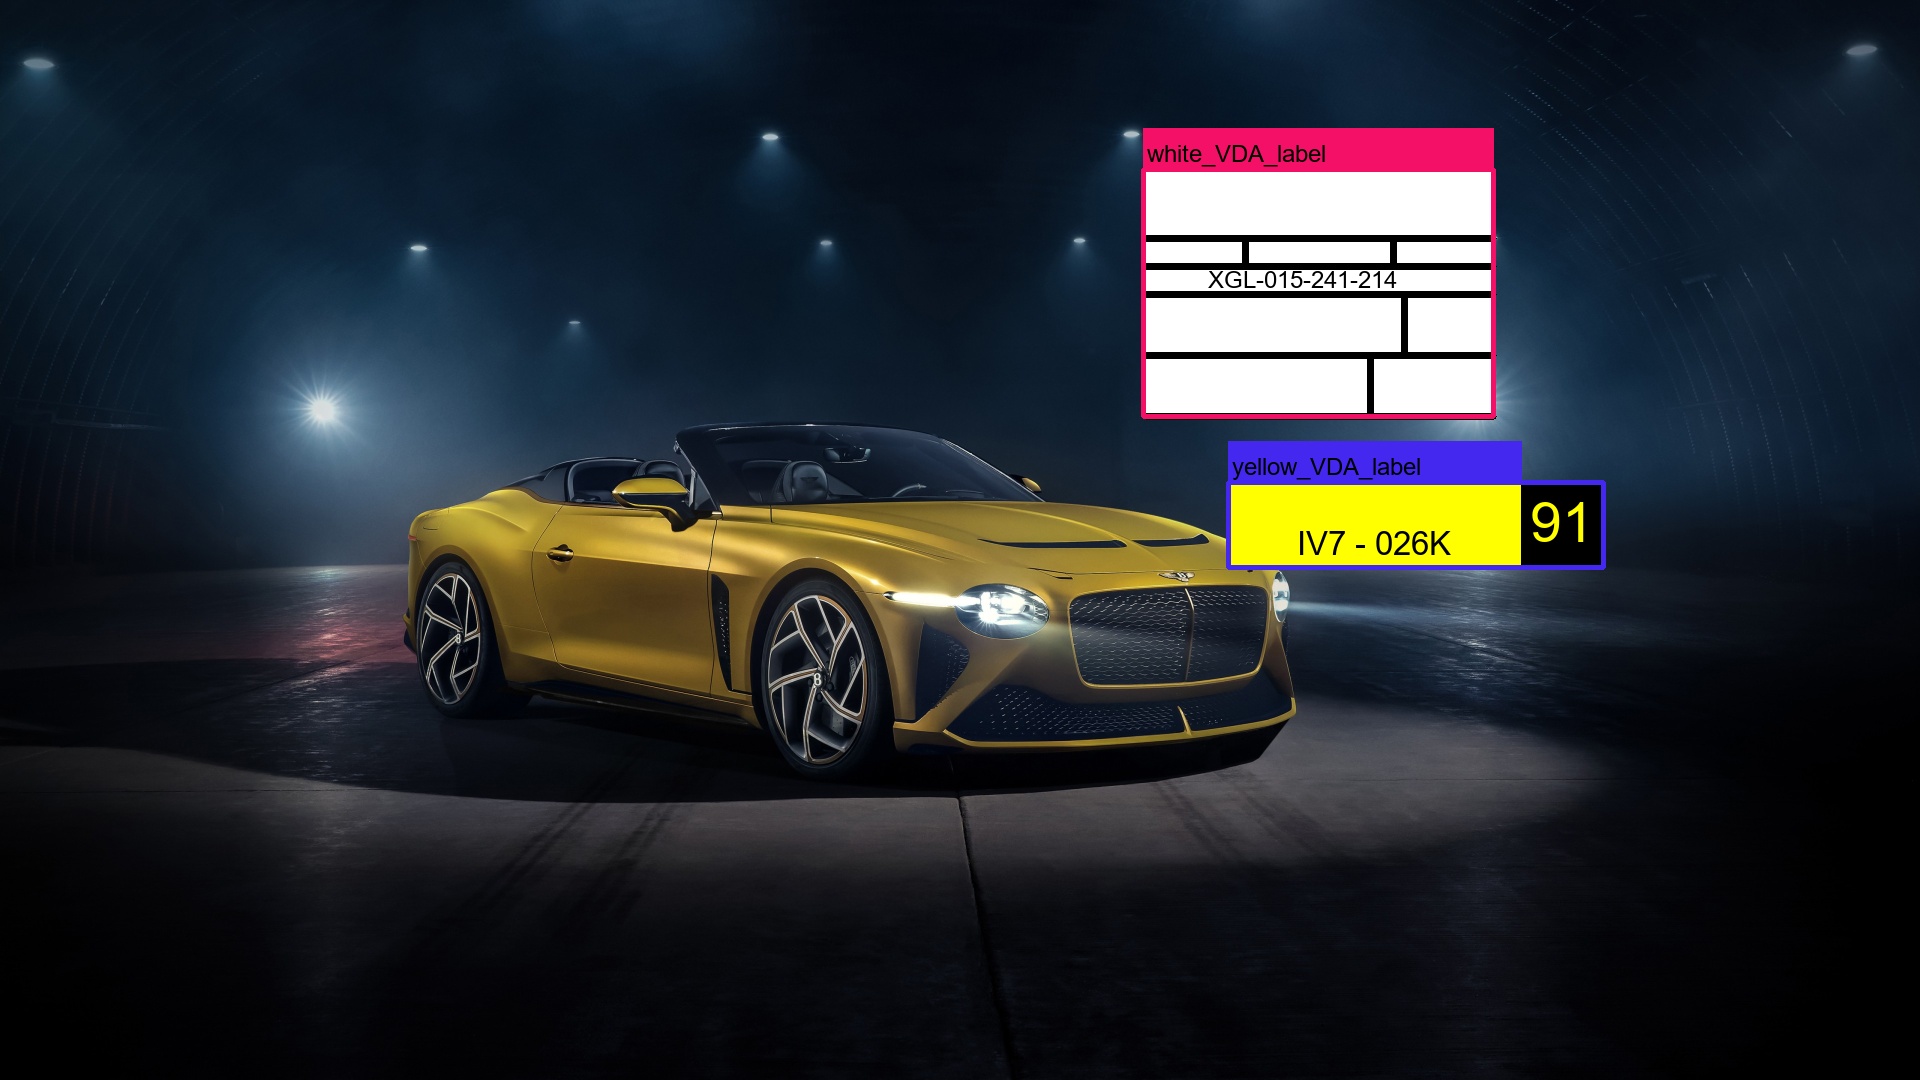 white_VDA_label
XGL-015-241-214
yellow_VDA_label
IV7 - 026K
91